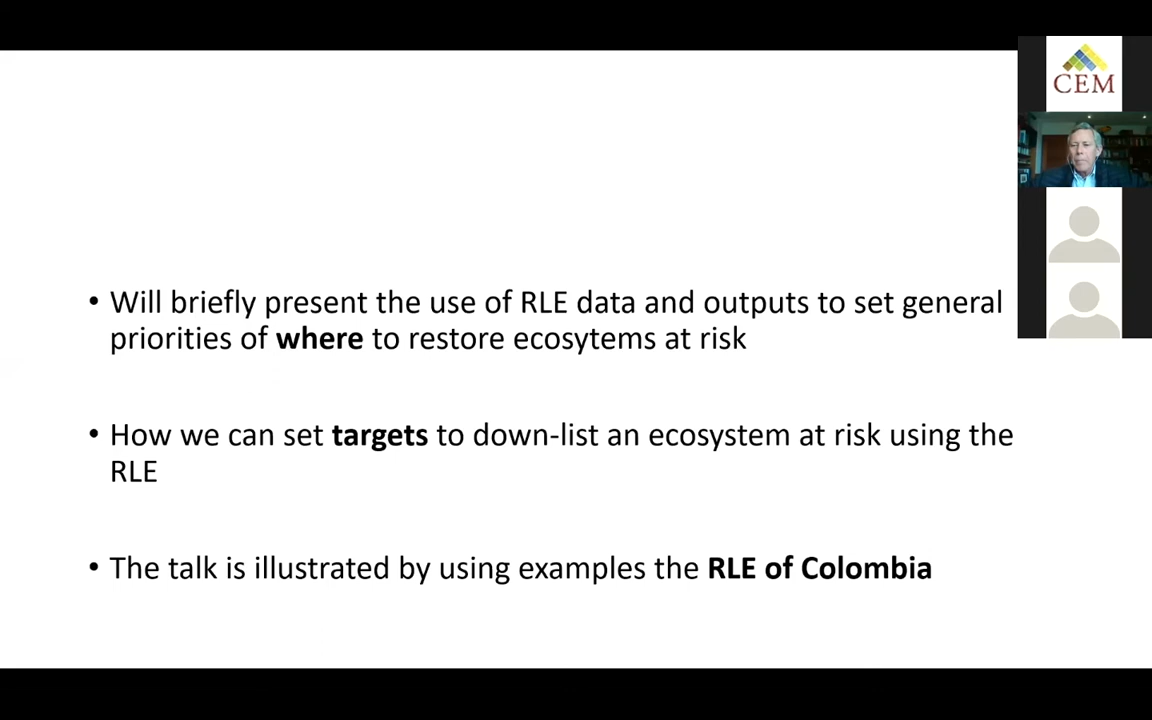 CEM
• Will briefly present the use of RLE data and outputs to set general
priorities of where to restore ecosytems at risk
• How we can set targets to down-list an ecosystem at risk using the
RLE
• The talk is illustrated by using examples the RLE of Colombia